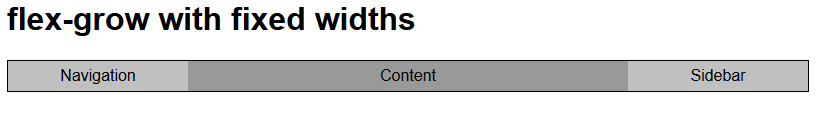 flex-grow with fixed widths
Navigation Content Sidebar